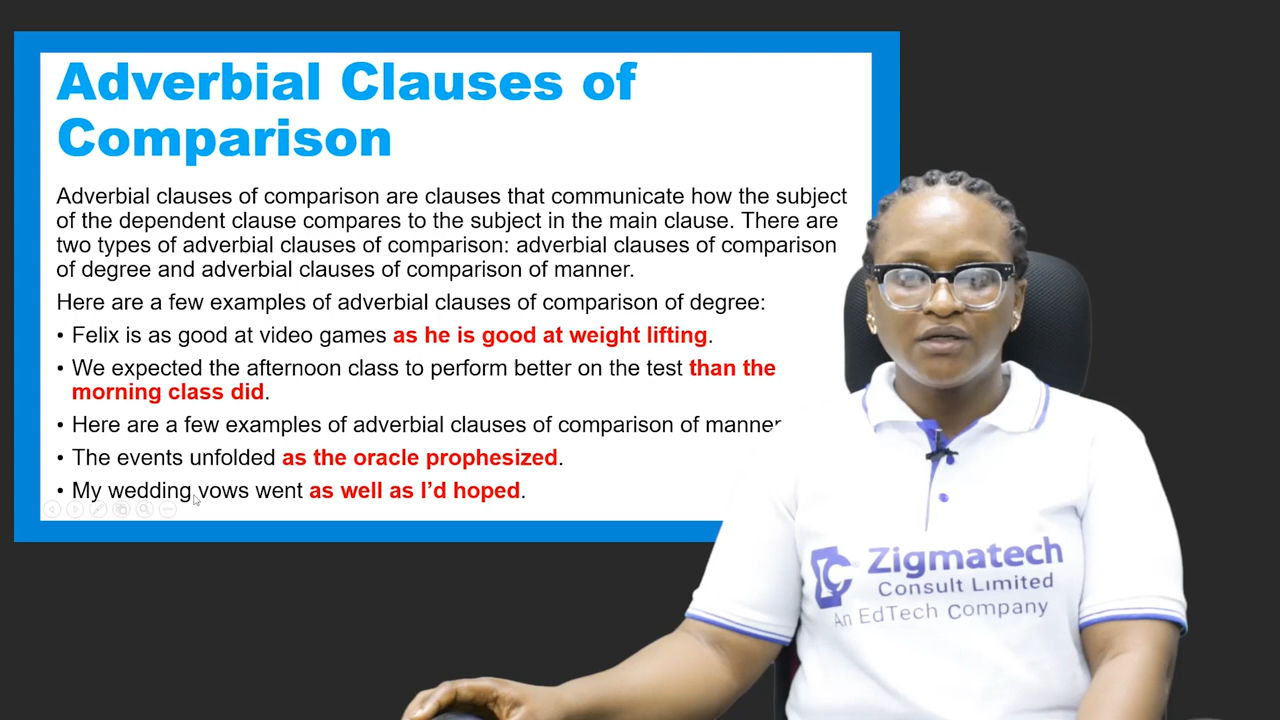 Adverbial Clauses of
Comparison
Adverbial clauses of comparison are clauses that communicate how the subject
of the dependent clause compares to the subject in the main clause. There are
two types of adverbial clauses of comparison: adverbial clauses of comparison
of degree and adverbial clauses of comparison of manner.
Here are a few examples of adverbial clauses of comparison of degree:
• Felix is as good at video games as he is good at weight lifting.
• We expected the afternoon class to perform better on the test than the
morning class did.
• Here are a few examples of adverbial clauses of comparison of manner
• The events unfolded as the oracle prophesized.
• My wedding vows went as well as I’d hoped.
Zigmatech
Consult Limited
An EdTech Company